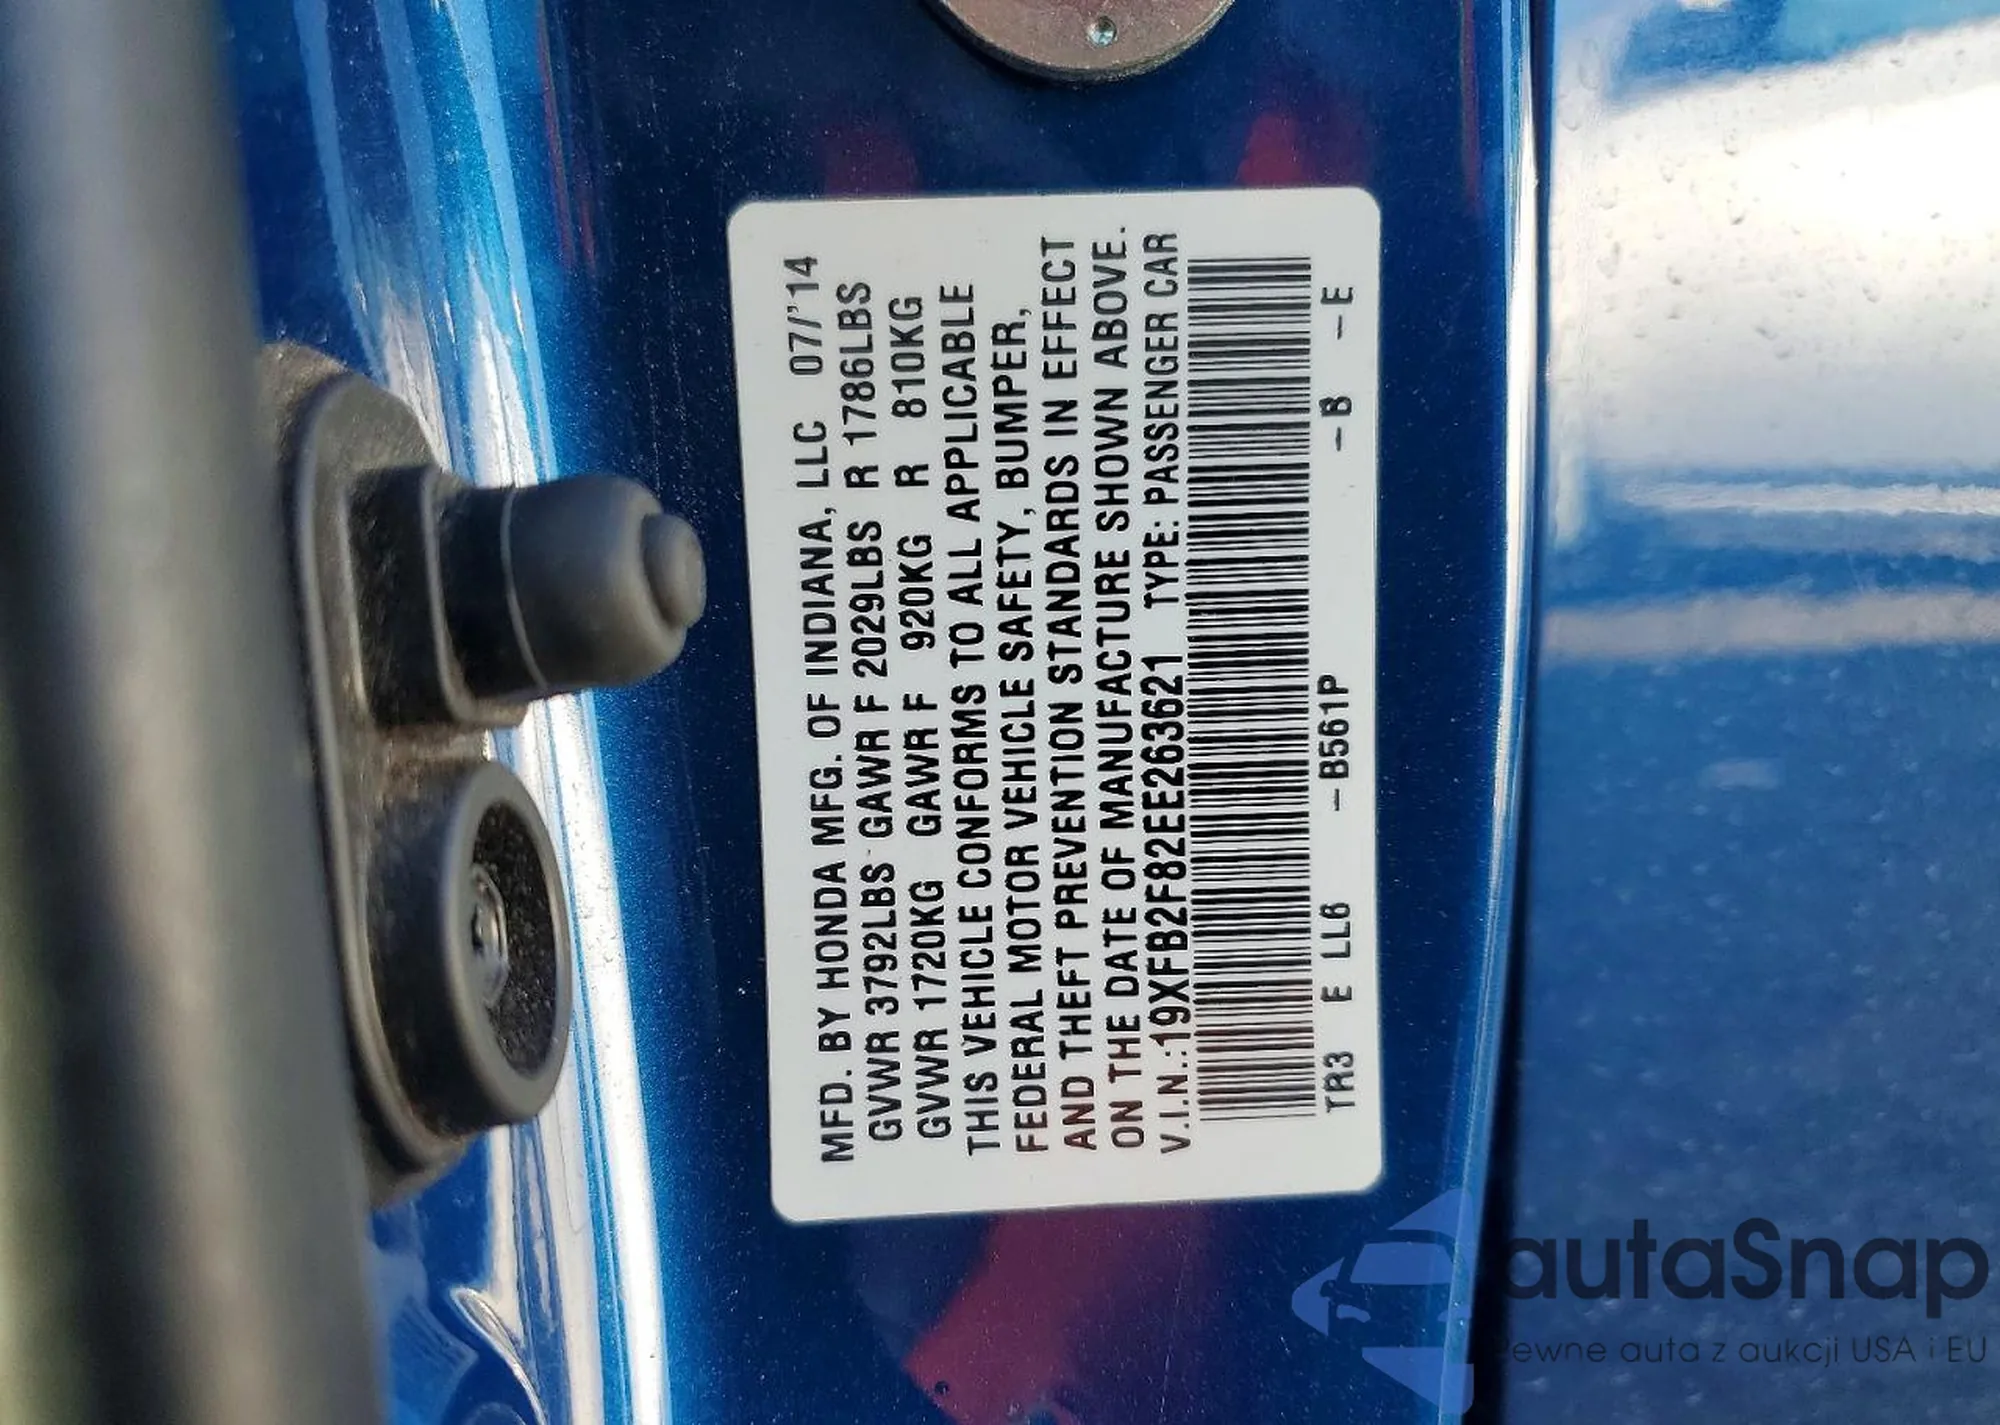 MFD. BY HONDA MFG. OF INDIANA, LLC 07/'14
GVWR 3792LBS GAWR F 2029LBS R 1786LBS
GVWR 1720KG GAWR F 920KG R 810KG
THIS VEHICLE CONFORMS TO ALL APPLICABLE
FEDERAL MOTOR VEHICLE SAFETY, BUMPER,
AND THEFT PREVENTION STANDARDS IN EFFECT
ON THE DATE OF MANUFACTURE SHOWN ABOVE.
V.I.N.:19XFB2F82EE263621 TYPE: PASSENGER CAR
TR3 E LL6 –B561P –B –E
autaSnap
Pewne auta z aukcji USA i EU